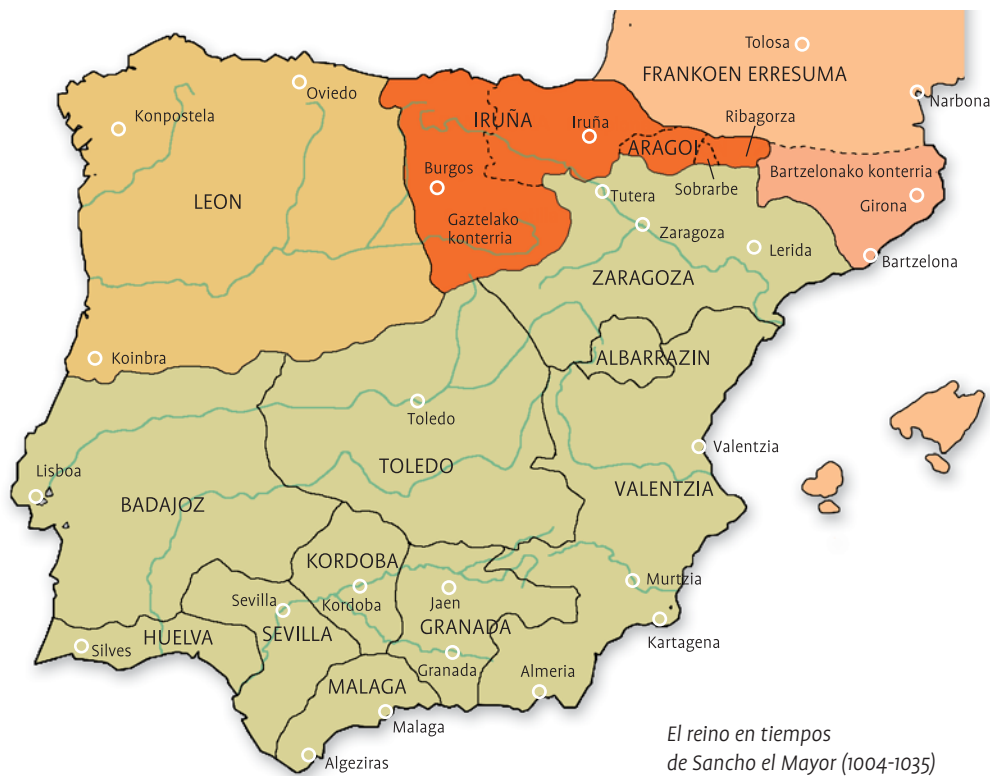 Tolosa
FRANKOEN ERRESUMA
Oviedo
Narbona
Konpostela
IRUÑA
Iruña
Ribagorza
ARAGOI
Burgos
Sobrarbe
Bartzelonako konterria
LEON
Tutera
Girona
Gaztelako
konterria
Zaragoza
Lerida
Bartzelona
ZARAGOZA
Koinbra
ALBARRAZIN
Toledo
Valentzia
Lisboa
TOLEDO
BADAJOZ
VALENTZIA
KORDOBA
Murtzia
Sevilla
Kordoba
Jaen
HUELVA
SEVILLA
GRANADA
Kartagena
Silves
Granada
Almeria
MALAGA
Malaga
Algeziras
El reino en tiempos
de Sancho el Mayor (1004-1035)